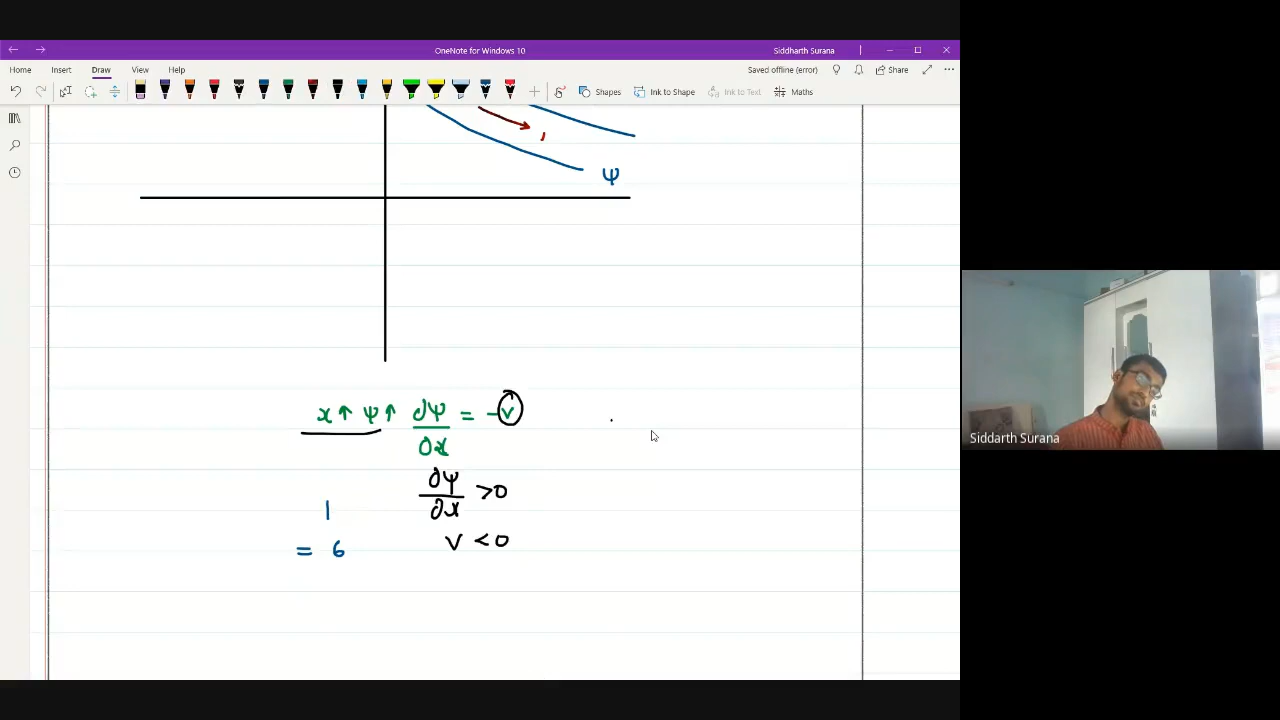 OneNote for Windows 10
Siddharth Surana
Home Insert Draw View Help
Saved offline (error)
Share
Shapes
Ink to Shape
Ink to Text
Maths
ψ
x↑ ψ↑ ∂ψ/∂x = -v
∂ψ/∂x >0
1
= 6
v <0
Siddarth Surana